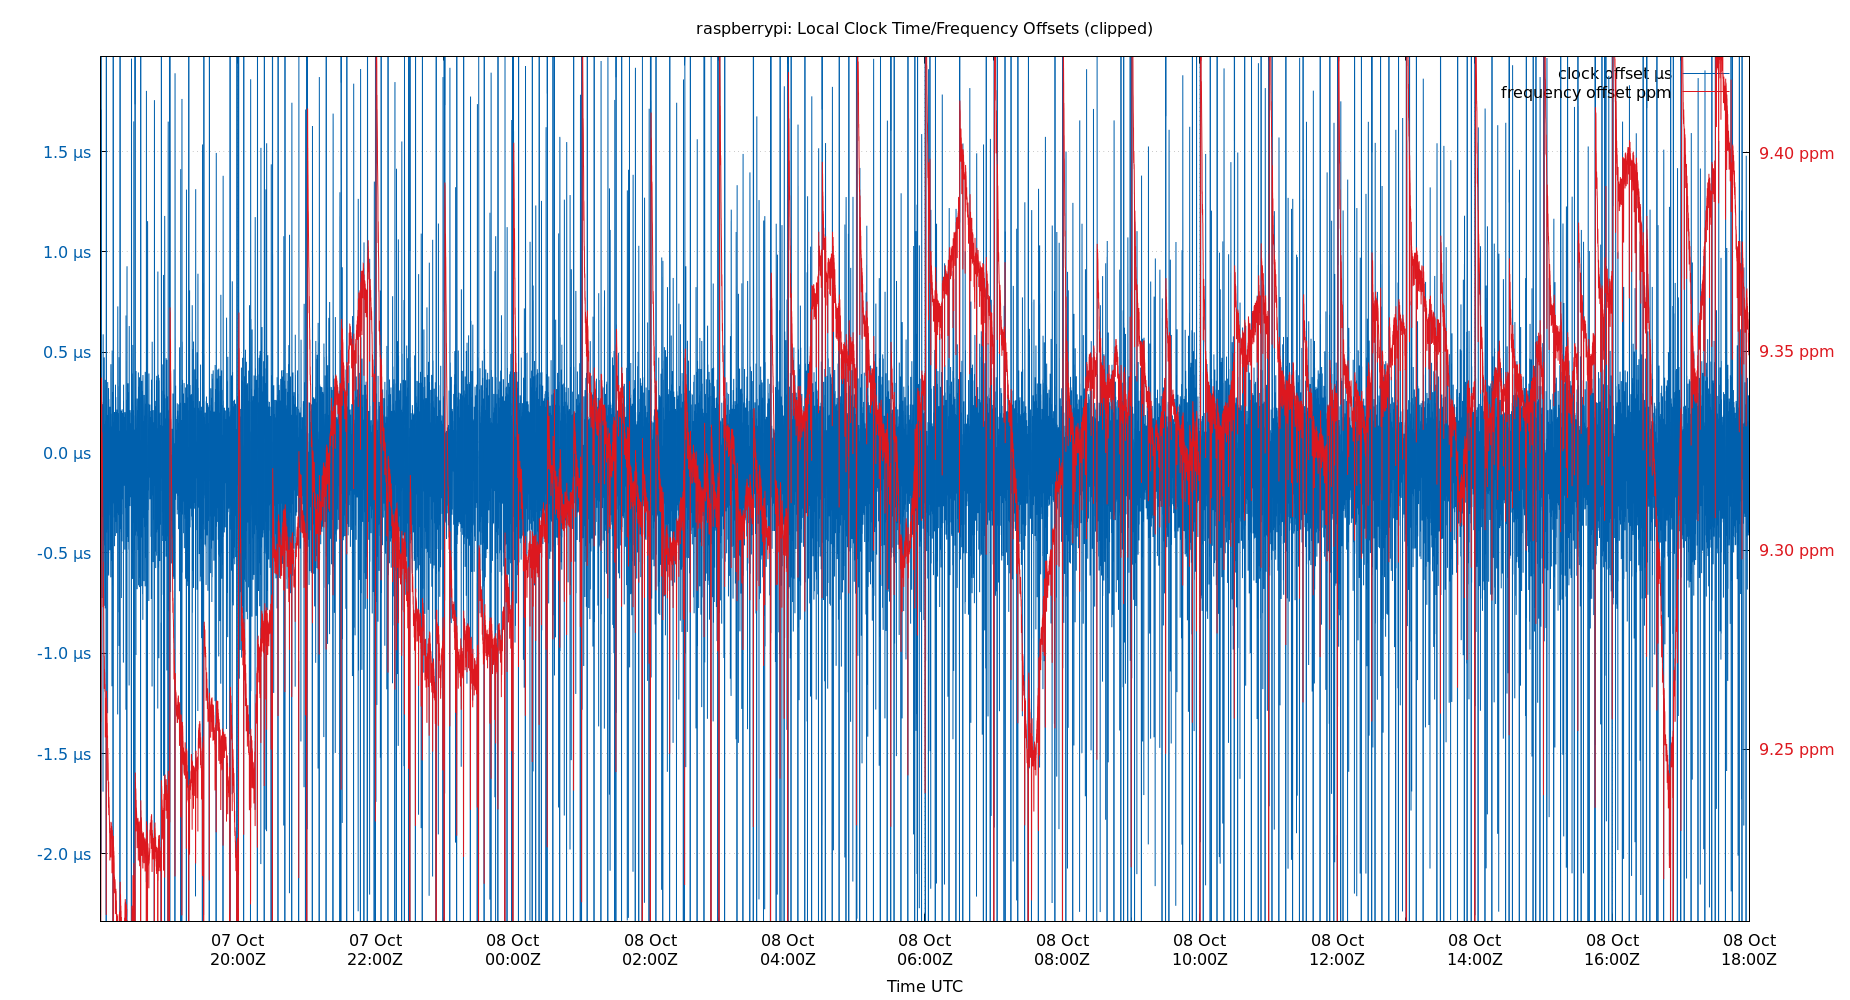 raspberrypi: Local Clock Time/Frequency Offsets (clipped)
clock offset µs
frequency offset ppm
1.5 µs
1.0 µs
0.5 µs
0.0 µs
-0.5 µs
-1.0 µs
-1.5 µs
-2.0 µs
9.40 ppm
9.35 ppm
9.30 ppm
9.25 ppm
07 Oct
20:00Z
07 Oct
22:00Z
08 Oct
00:00Z
08 Oct
02:00Z
08 Oct
04:00Z
08 Oct
06:00Z
08 Oct
08:00Z
08 Oct
10:00Z
08 Oct
12:00Z
08 Oct
14:00Z
08 Oct
16:00Z
08 Oct
18:00Z
Time UTC